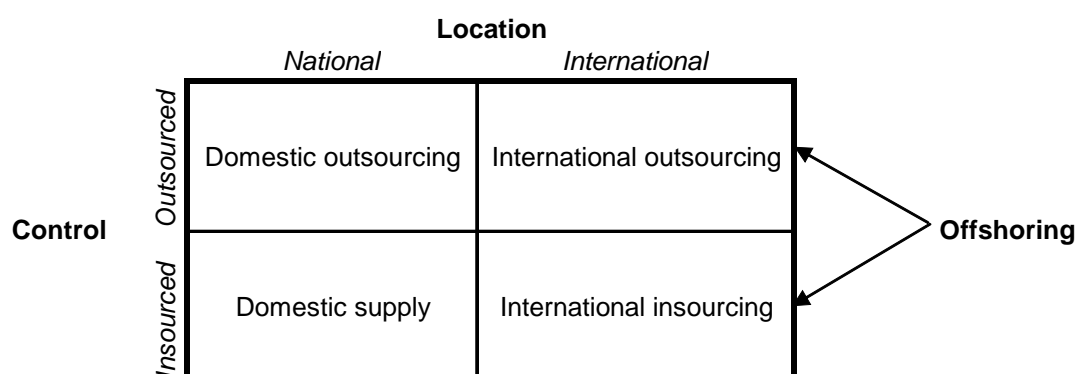 Location
National International
Outsourced
Domestic outsourcing International outsourcing
Control
Offshoring
Insourced
Domestic supply International insourcing